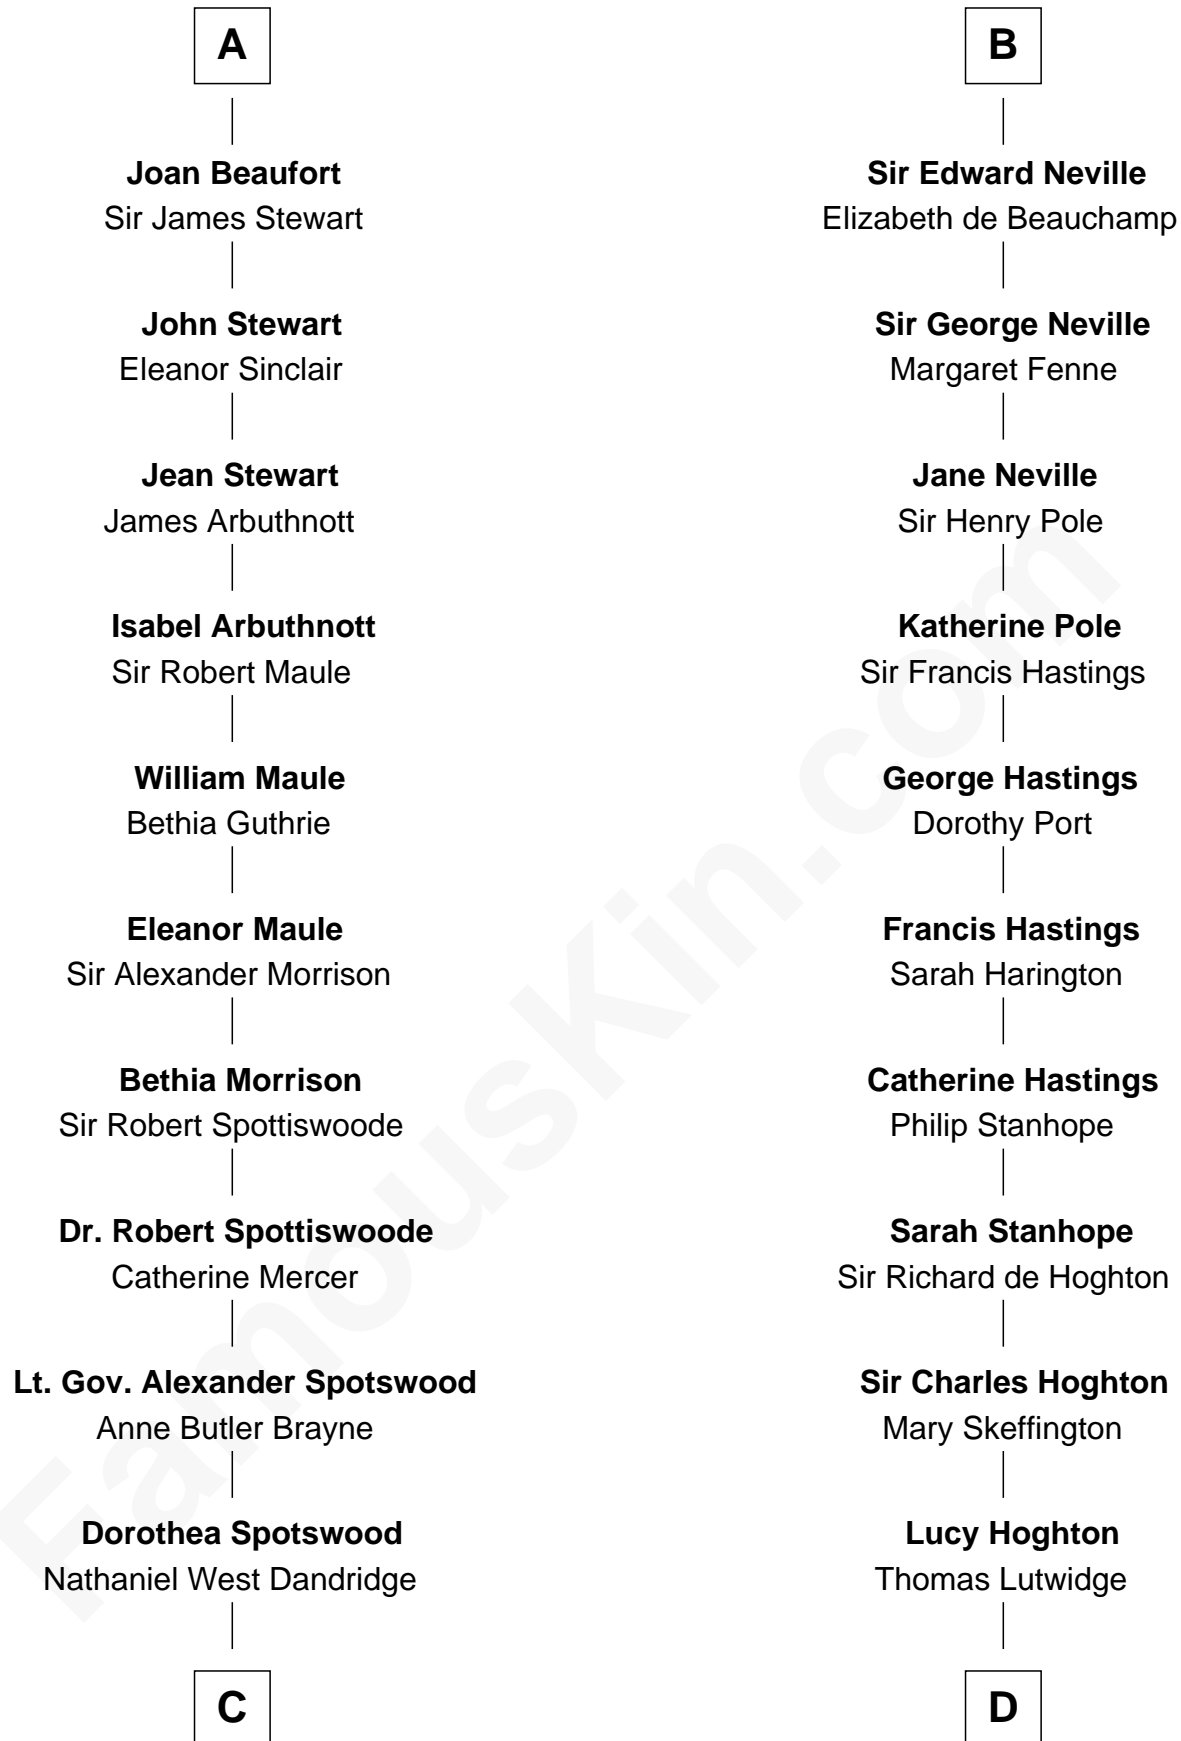 A
Joan Beaufort
Sir James Stewart
John Stewart
Eleanor Sinclair
Jean Stewart
James Arbuthnott
Isabel Arbuthnott
Sir Robert Maule
William Maule
Bethia Guthrie
Eleanor Maule
Sir Alexander Morrison
Bethia Morrison
Sir Robert Spottiswoode
Dr. Robert Spottiswoode
Catherine Mercer
Lt. Gov. Alexander Spotswood
Anne Butler Brayne
Dorothea Spotswood
Nathaniel West Dandridge
C
B
Sir Edward Neville
Elizabeth de Beauchamp
Sir George Neville
Margaret Fenne
Jane Neville
Sir Henry Pole
Katherine Pole
Sir Francis Hastings
George Hastings
Dorothy Port
Francis Hastings
Sarah Harington
Catherine Hastings
Philip Stanhope
Sarah Stanhope
Sir Richard de Hoghton
Sir Charles Hoghton
Mary Skeffington
Lucy Hoghton
Thomas Lutwidge
D
FamousKin.com